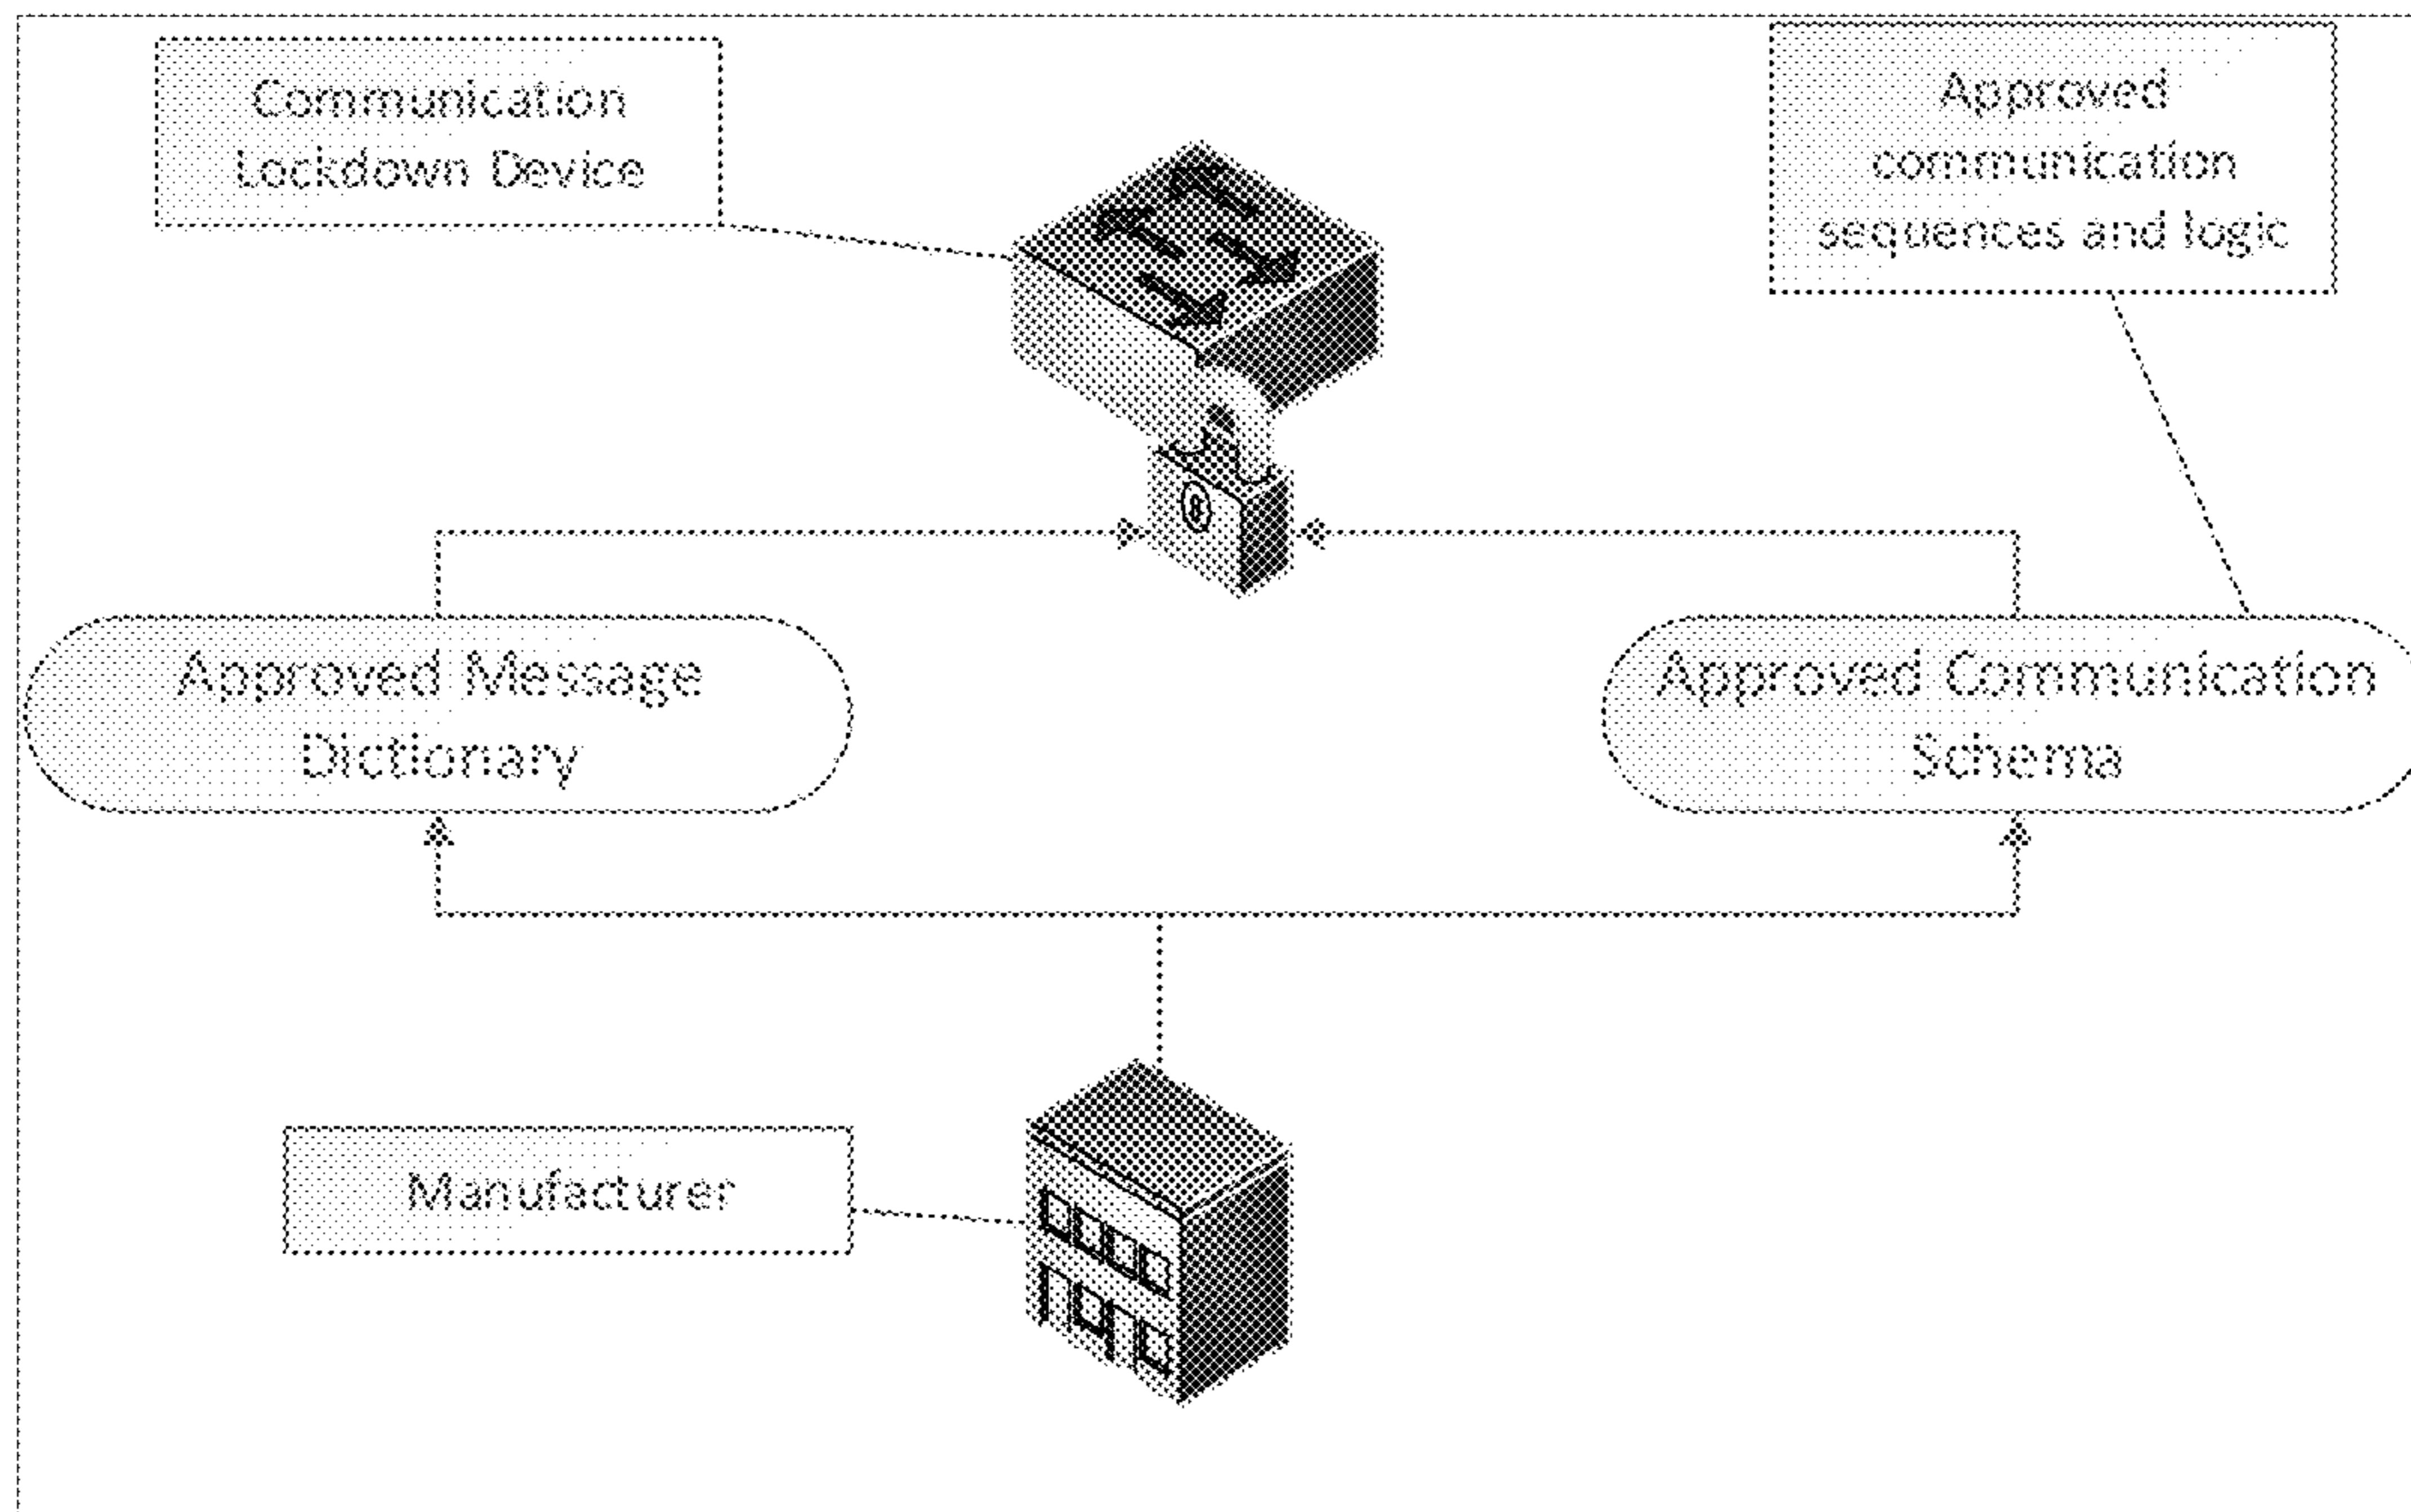 Communication
Lockdown Device
Approved
communication
sequences and logic
Approved Message
Dictionary
Approved Communication
Schema
Manufacturer